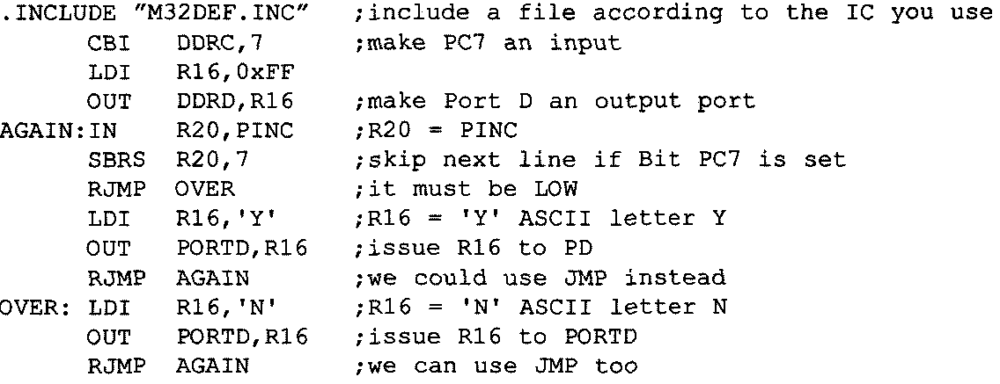 .INCLUDE "M32DEF.INC" ;include a file according to the IC you use
CBI DDRC,7 ;make PC7 an input
LDI R16,0xFF
OUT DDRD,R16 ;make Port D an output port
AGAIN:IN R20,PINC ;R20 = PINC
SBRS R20,7 ;skip next line if Bit PC7 is set
RJMP OVER ;it must be LOW
LDI R16,'Y' ;R16 = 'Y' ASCII letter Y
OUT PORTD,R16 ;issue R16 to PD
RJMP AGAIN ;we could use JMP instead
OVER: LDI R16,'N' ;R16 = 'N' ASCII letter N
OUT PORTD,R16 ;issue R16 to PORTD
RJMP AGAIN ;we can use JMP too